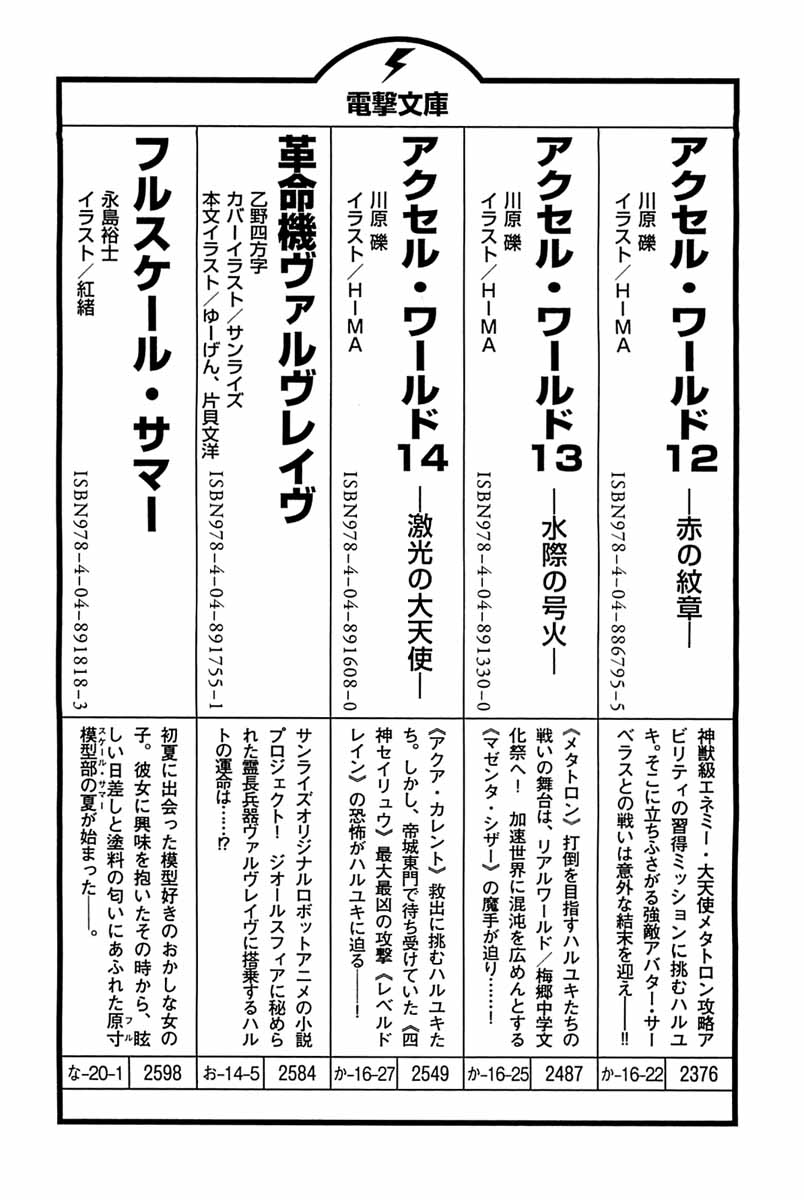 電撃文庫
アクセル・ワールド12 ―赤の紋章―
川原 礫
イラスト/HIMA
ISBN978-4-04-886795-5
神獣級エネミー・大天使メタトロン攻略ア
ビリティの習得ミッションに挑むハルユ
キ。そこに立ちふさがる強敵アバター・サー
ベラスとの戦いは意外な結末を迎え――!!
か-16-22
2376
アクセル・ワールド13 ―水際の号火―
川原 礫
イラスト/HIMA
ISBN978-4-04-891330-0
《メタトロン》打倒を目指すハルユキたちの
戦いの舞台は、リアルワールド/梅郷中学文
化祭へ! 加速世界に混沌を広めんとする
《マゼンタ・シザー》の魔手が迫り……!
か-16-25
2487
アクセル・ワールド14 ―激光の大天使―
川原 礫
イラスト/HIMA
ISBN978-4-04-891608-0
《アクア・カレント》救出に挑むハルユキた
ち。しかし、帝城東門で待ち受けていた《四
神セイリュウ》最大最凶の攻撃《レベルド
レイン》の恐怖がハルユキに迫る――!
か-16-27
2549
革命機ヴァルヴレイヴ
乙野四方字
カバーイラスト/サンライズ
本文イラスト/ゆーげん、片貝文洋
ISBN978-4-04-891755-1
サンライズオリジナルロボットアニメの小説
プロジェクト! ジオールスフィアに秘めら
れた霊長兵器ヴァルヴレイヴに搭乗するハル
トの運命は……!?
お-14-5
2584
フルスケール・サマー
永島裕士
イラスト/紅緒
ISBN978-4-04-891818-3
初夏に出会った模型好きのおかしな女の
子。彼女に興味を抱いたその時から、眩
しい日差しと塗料の匂いにあふれた原寸
フル
スケール・サマー
模型部の夏が始まった――。
な-20-1
2598